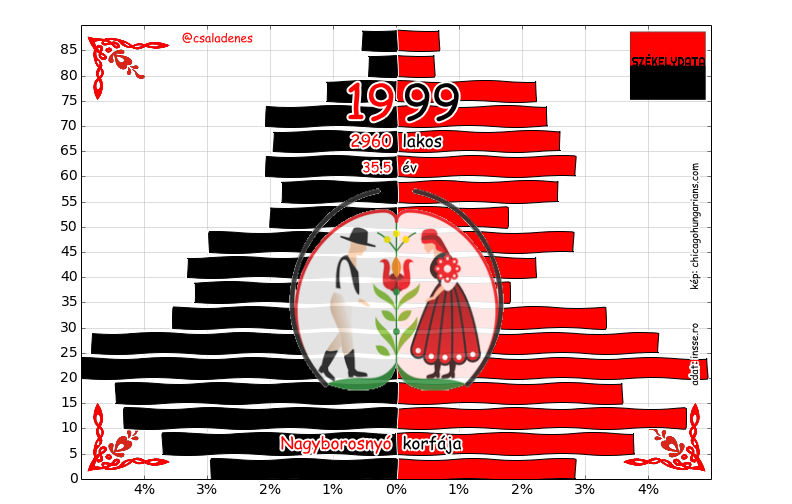 @csaladenes
SZÉKELYDATA
1999
2960 lakos
35.5 év
kép: chicagohungarians.com
adat: insse.ro
Nagyborosnyó korfája
85
80
75
70
65
60
55
50
45
40
35
30
25
20
15
10
5
0
4% 3% 2% 1% 0% 1% 2% 3% 4%